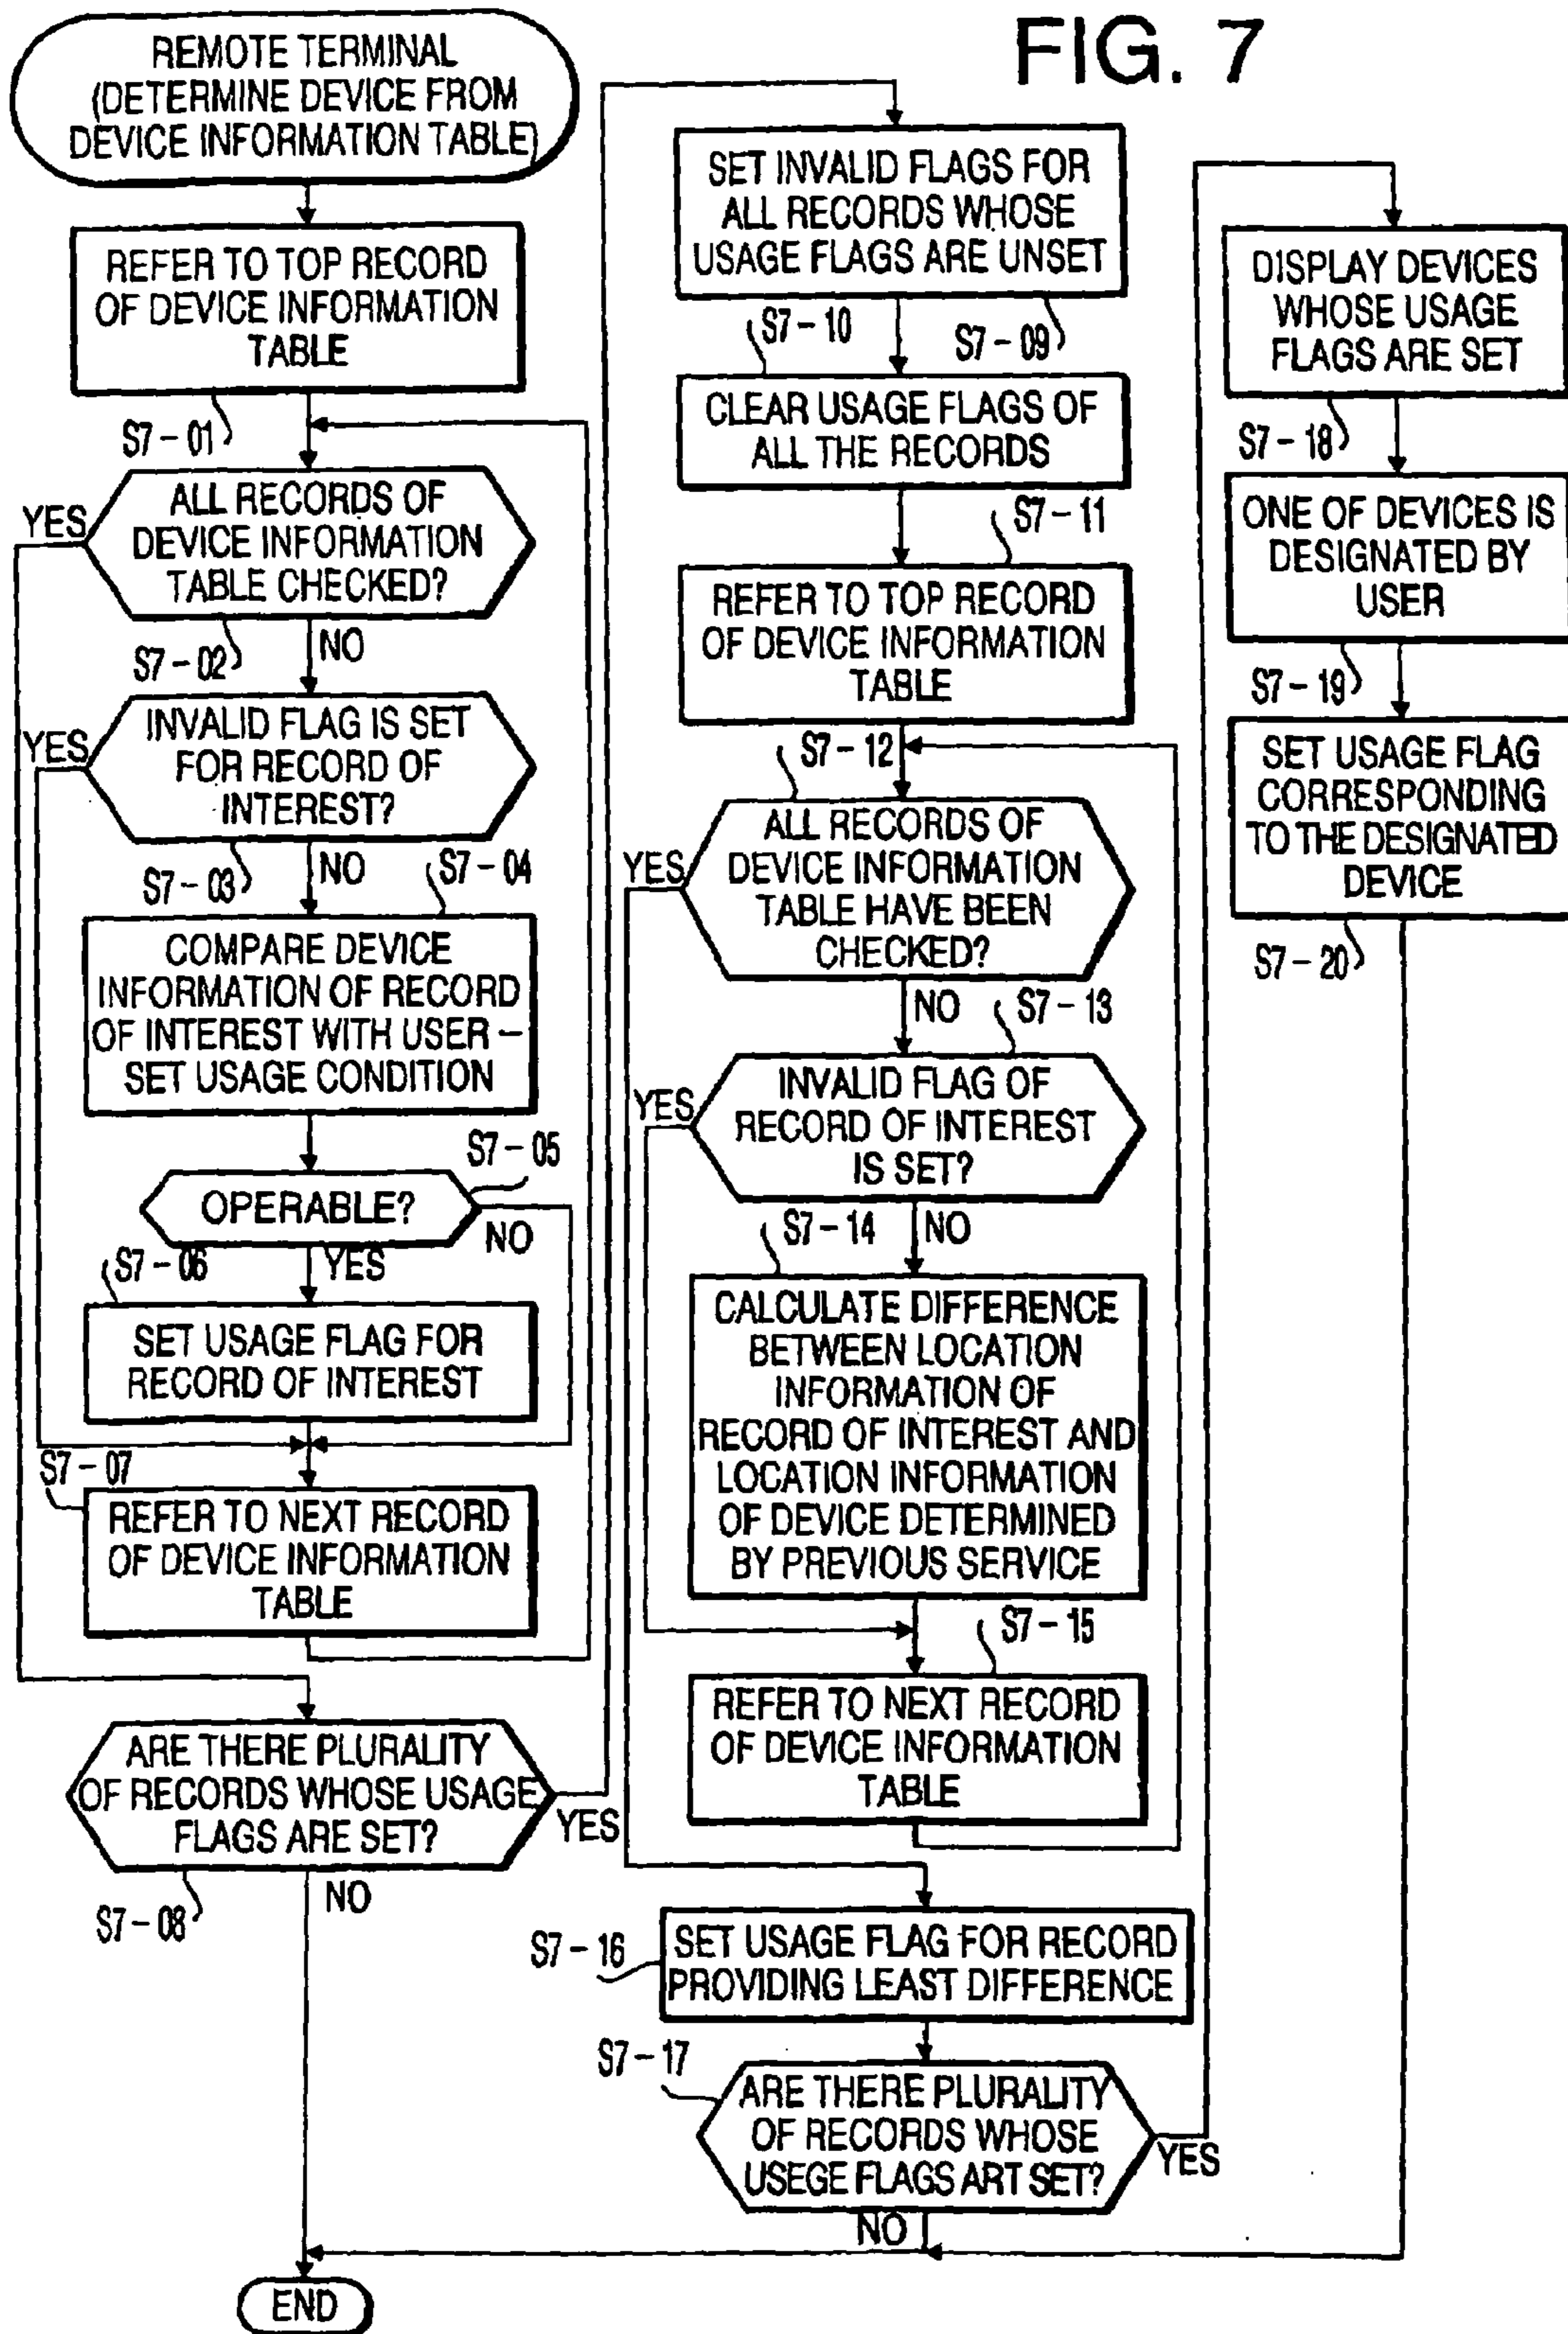 FIG. 7
REMOTE TERMINAL
(DETERMINE DEVICE FROM
DEVICE INFORMATION TABLE)
REFER TO TOP RECORD
OF DEVICE INFORMATION
TABLE
S7-01
ALL RECORDS OF
DEVICE INFORMATION
TABLE CHECKED?
YES
NO
S7-02
INVALID FLAG IS SET
FOR RECORD OF
INTEREST?
YES
NO
S7-03
S7-04
COMPARE DEVICE
INFORMATION OF RECORD
OF INTEREST WITH USER-
SET USAGE CONDITION
S7-05
OPERABLE?
NO
YES
S7-06
SET USAGE FLAG FOR
RECORD OF INTEREST
S7-07
REFER TO NEXT RECORD
OF DEVICE INFORMATION
TABLE
ARE THERE PLURALITY
OF RECORDS WHOSE USAGE
FLAGS ARE SET?
YES
NO
S7-08
SET INVALID FLAGS FOR
ALL RECORDS WHOSE
USAGE FLAGS ARE UNSET
S7-09
S7-10
CLEAR USAGE FLAGS OF
ALL THE RECORDS
S7-11
REFER TO TOP RECORD
OF DEVICE INFORMATION
TABLE
S7-12
ALL RECORDS OF
DEVICE INFORMATION
TABLE HAVE BEEN
CHECKED?
YES
NO
S7-13
INVALID FLAG OF
RECORD OF INTEREST
IS SET?
YES
NO
S7-14
CALCULATE DIFFERENCE
BETWEEN LOCATION
INFORMATION OF
RECORD OF INTEREST AND
LOCATION INFORMATION
OF DEVICE DETERMINED
BY PREVIOUS SERVICE
S7-15
REFER TO NEXT RECORD
OF DEVICE INFORMATION
TABLE
S7-16
SET USAGE FLAG FOR RECORD
PROVIDING LEAST DIFFERENCE
S7-17
ARE THERE PLURALITY
OF RECORDS WHOSE
USEGE FLAGS ART SET?
YES
NO
DISPLAY DEVICES
WHOSE USAGE
FLAGS ARE SET
S7-18
ONE OF DEVICES IS
DESIGNATED BY
USER
S7-19
SET USAGE FLAG
CORRESPONDING
TO THE DESIGNATED
DEVICE
S7-20
END